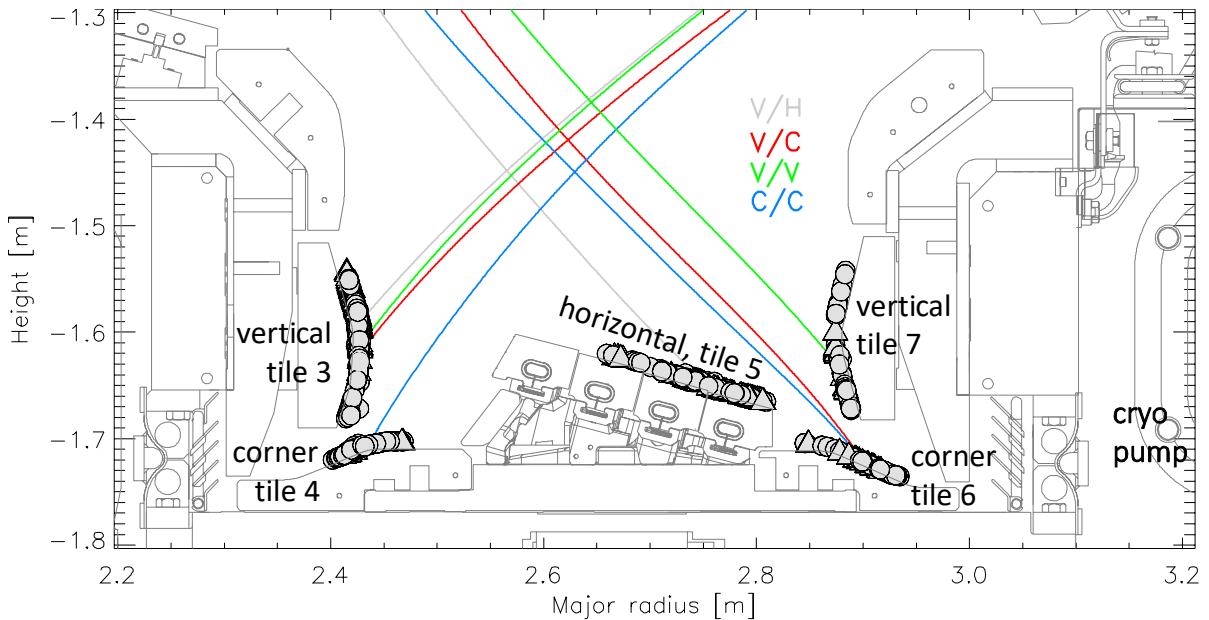 −1.3
−1.4
−1.5
−1.6
−1.7
−1.8
Height [m]
V/H
V/C
V/V
C/C
vertical
tile 3
horizontal, tile 5
vertical
tile 7
corner
tile 4
corner
tile 6
cryo
pump
2.2 2.4 2.6 2.8 3.0 3.2
Major radius [m]